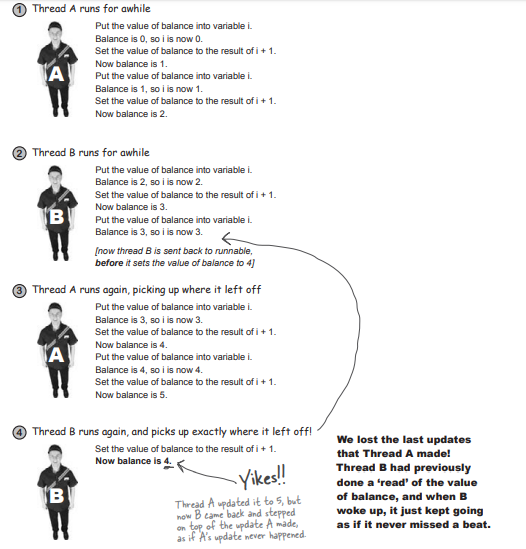 1 Thread A runs for awhile
Put the value of balance into variable i.
Balance is 0, so i is now 0.
Set the value of balance to the result of i + 1.
Now balance is 1.
Put the value of balance into variable i.
Balance is 1, so i is now 1.
Set the value of balance to the result of i + 1.
Now balance is 2.
A
2 Thread B runs for awhile
Put the value of balance into variable i.
Balance is 2, so i is now 2.
Set the value of balance to the result of i + 1.
Now balance is 3.
Put the value of balance into variable i.
Balance is 3, so i is now 3.
[now thread B is sent back to runnable,
before it sets the value of balance to 4]
B
3 Thread A runs again, picking up where it left off
Put the value of balance into variable i.
Balance is 3, so i is now 3.
Set the value of balance to the result of i + 1.
Now balance is 4.
Put the value of balance into variable i.
Balance is 4, so i is now 4.
Set the value of balance to the result of i + 1.
Now balance is 5.
A
4 Thread B runs again, and picks up exactly where it left off!
Set the value of balance to the result of i + 1.
Now balance is 4.
B
Yikes!!
Thread A updated it to 5, but
now B came back and stepped
on top of the update A made,
as if A's update never happened.
We lost the last updates
that Thread A made!
Thread B had previously
done a 'read' of the value
of balance, and when B
woke up, it just kept going
as if it never missed a beat.